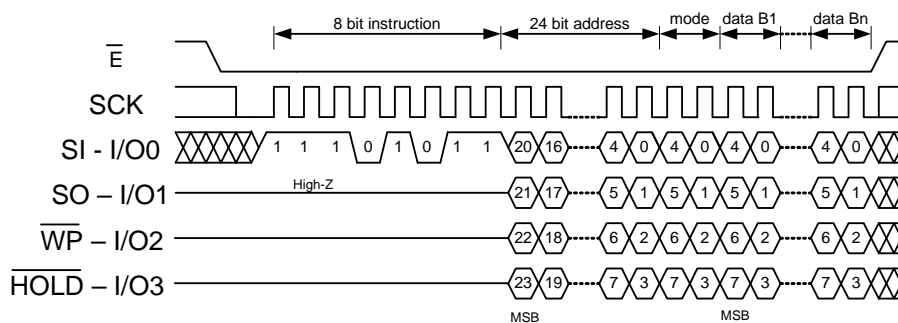 8 bit instruction 24 bit address mode data B1 data Bn
E
SCK
SI - I/O0 1 1 1 0 1 0 1 1 20 16 4 0 4 0 4 0 4 0
SO – I/O1 High-Z 21 17 5 1 5 1 5 1 5 1
WP – I/O2 22 18 6 2 6 2 6 2 6 2
HOLD – I/O3 23 19 7 3 7 3 7 3 7 3
MSB MSB